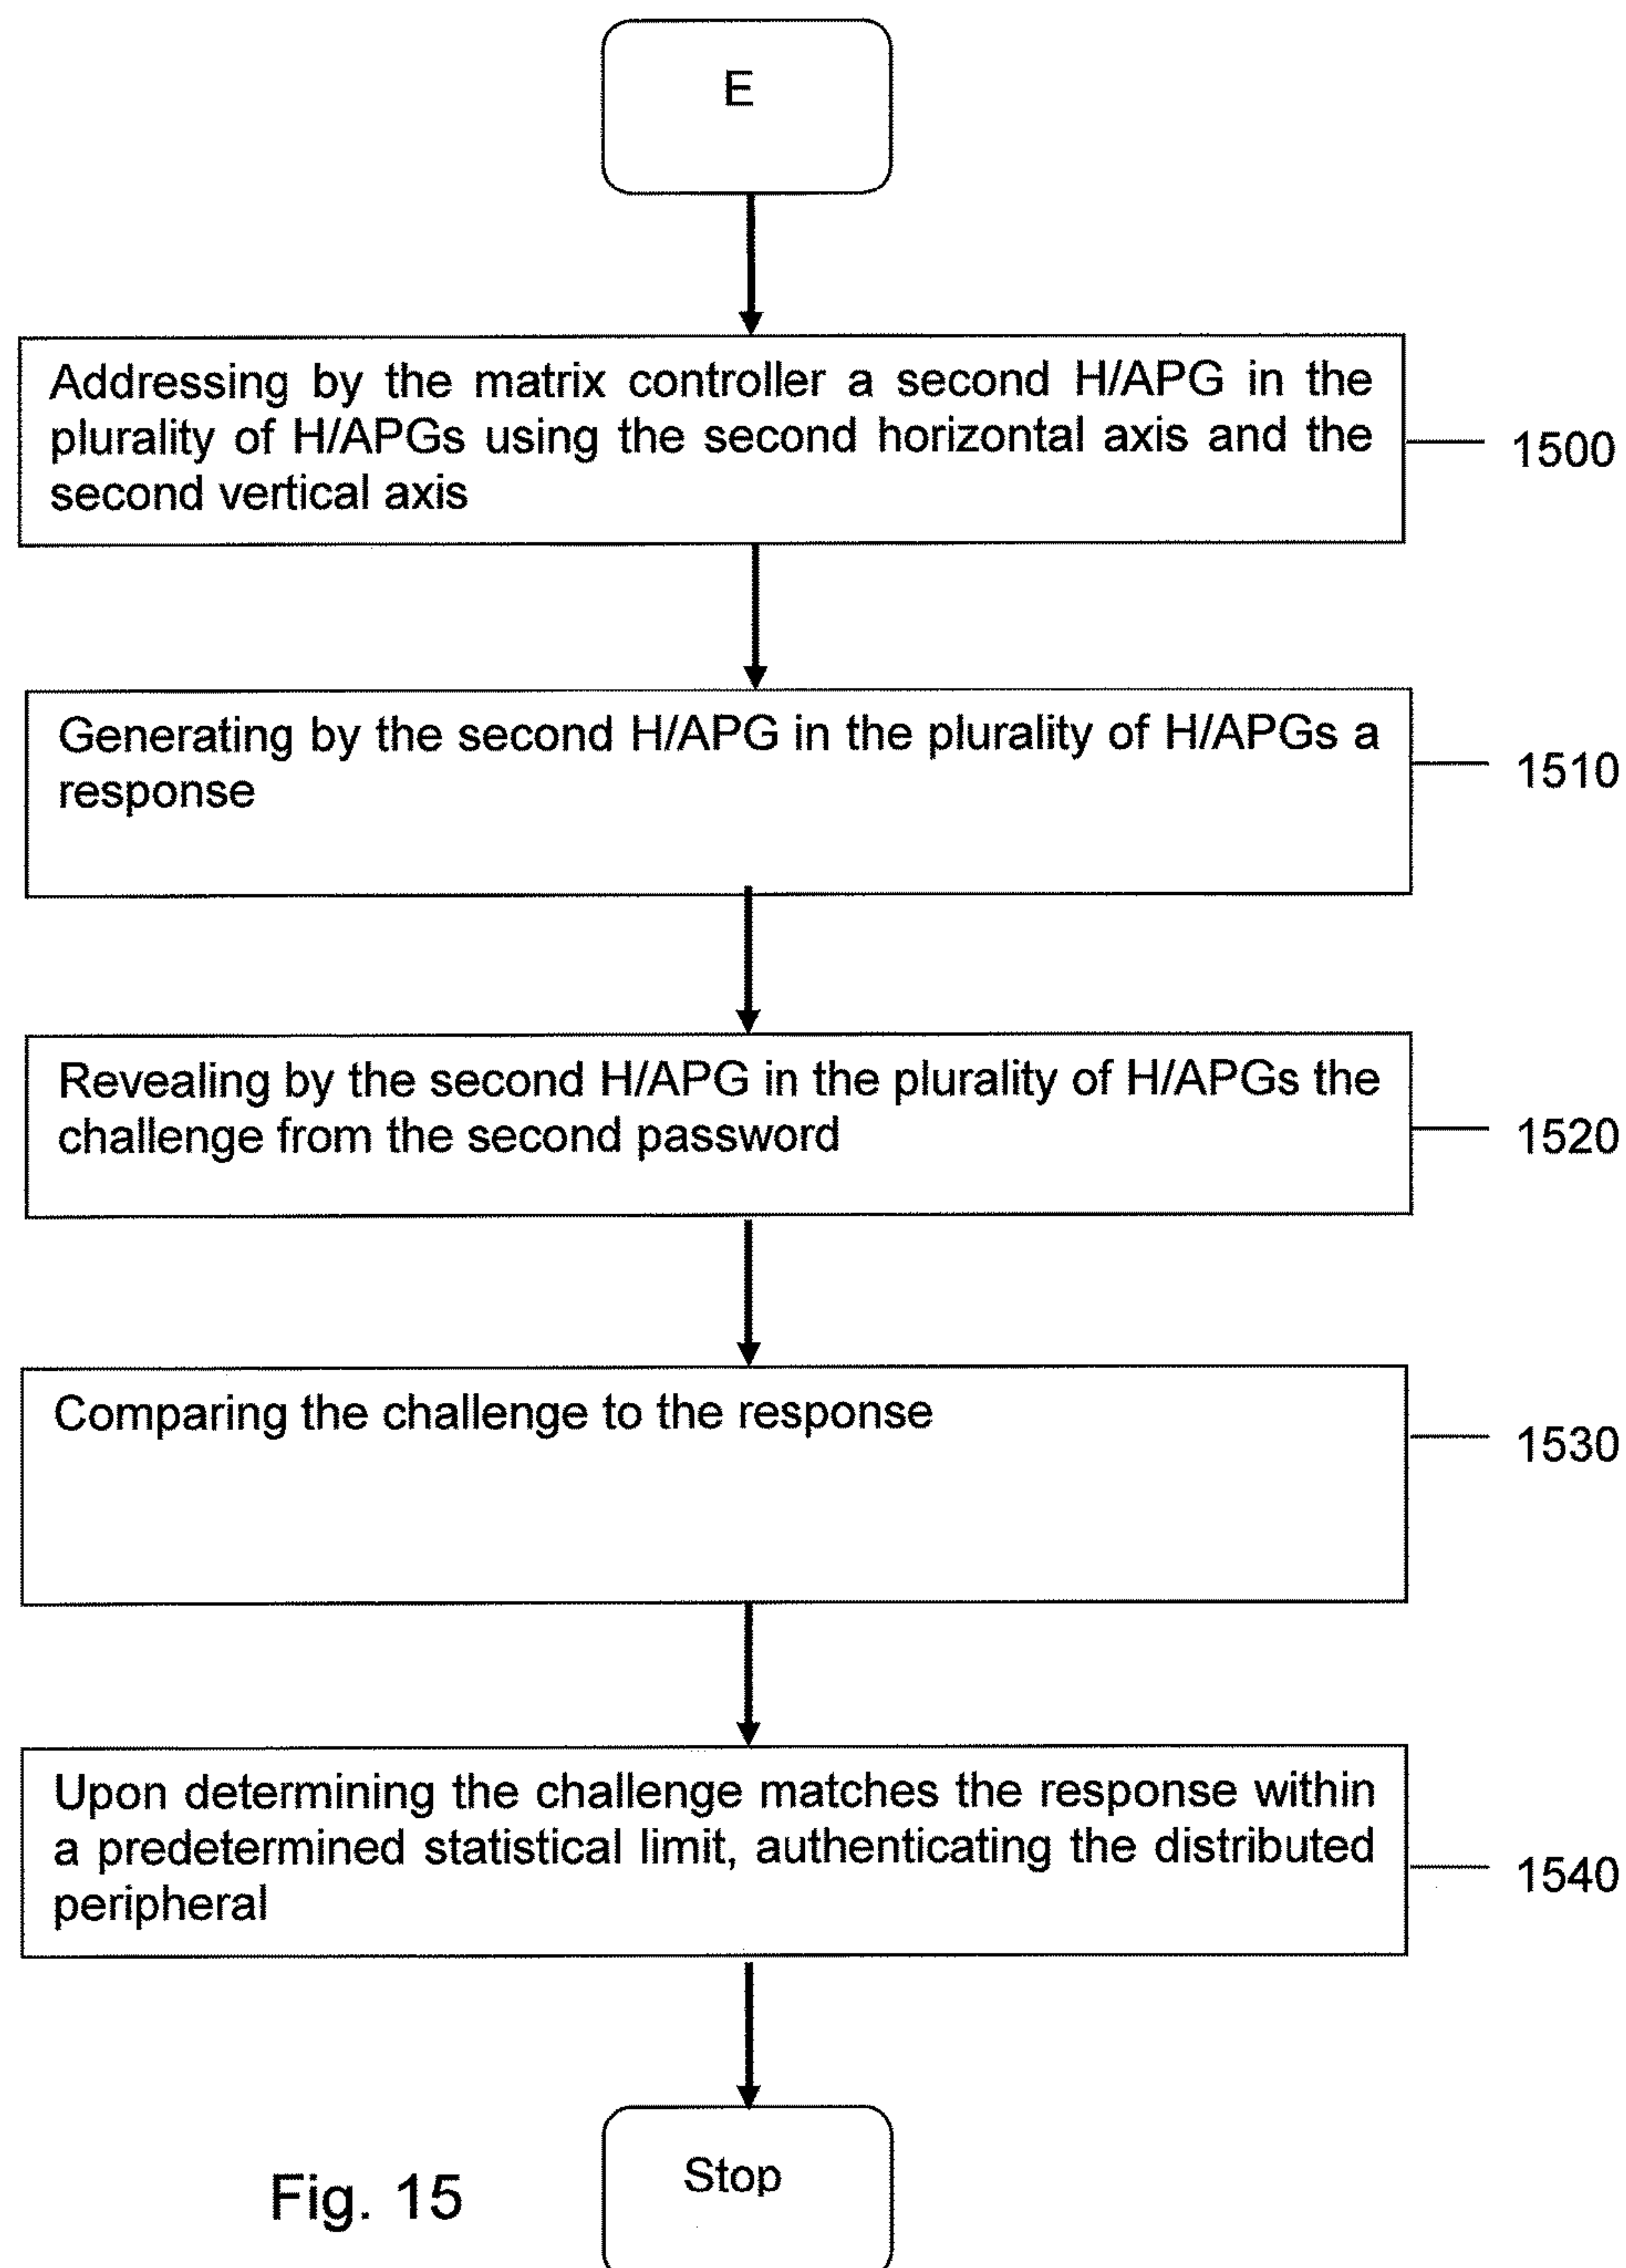 E
Addressing by the matrix controller a second H/APG in the
plurality of H/APGs using the second horizontal axis and the
second vertical axis
1500
Generating by the second H/APG in the plurality of H/APGs a
response
1510
Revealing by the second H/APG in the plurality of H/APGs the
challenge from the second password
1520
Comparing the challenge to the response
1530
Upon determining the challenge matches the response within
a predetermined statistical limit, authenticating the distributed
peripheral
1540
Stop
Fig. 15